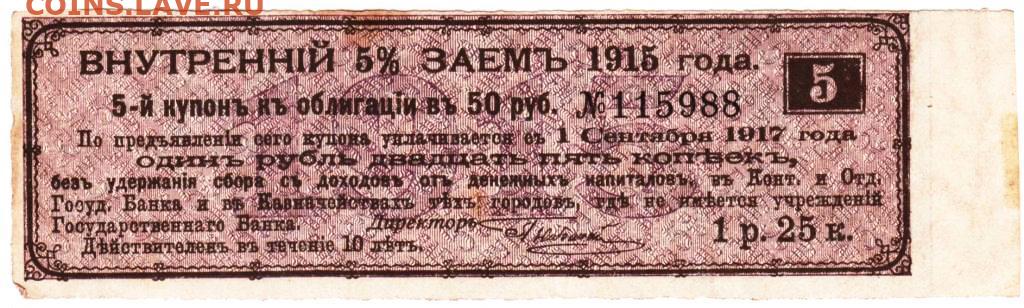 COINS.LAVE.RU
ВНУТРЕННІЙ 5% ЗАЕМЪ 1915 года.
5
5-й купонъ къ облигаціи въ 50 руб. №115988
По предъявленіи сего купона уплачивается съ 1 Сентября 1917 года
одинъ рубль двадцать пять копѣекъ,
безъ удержанія сбора съ доходовъ отъ денежныхъ капиталовъ, въ Конт. и Отд.
Госуд. Банка и въ Казначействахъ тѣхъ городовъ, гдѣ не имѣется учрежденій
Государственнаго Банка. Директоръ
Дѣйствителенъ въ теченіе 10 лѣтъ. 1 р. 25 к.